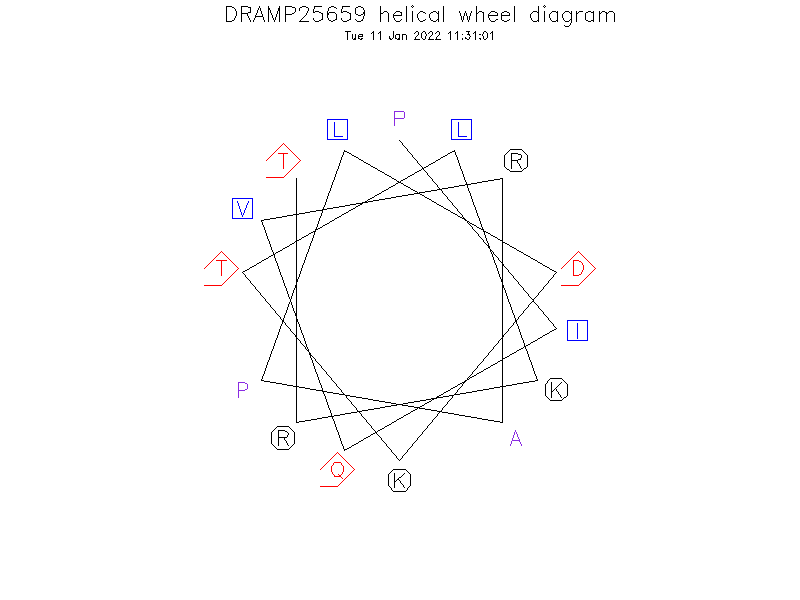 DRAMP25659 helical wheel diagram
Tue 11 Jan 2022 11:31:01
P
L
L
T
R
V
T
D
I
P
K
R
A
Q
K